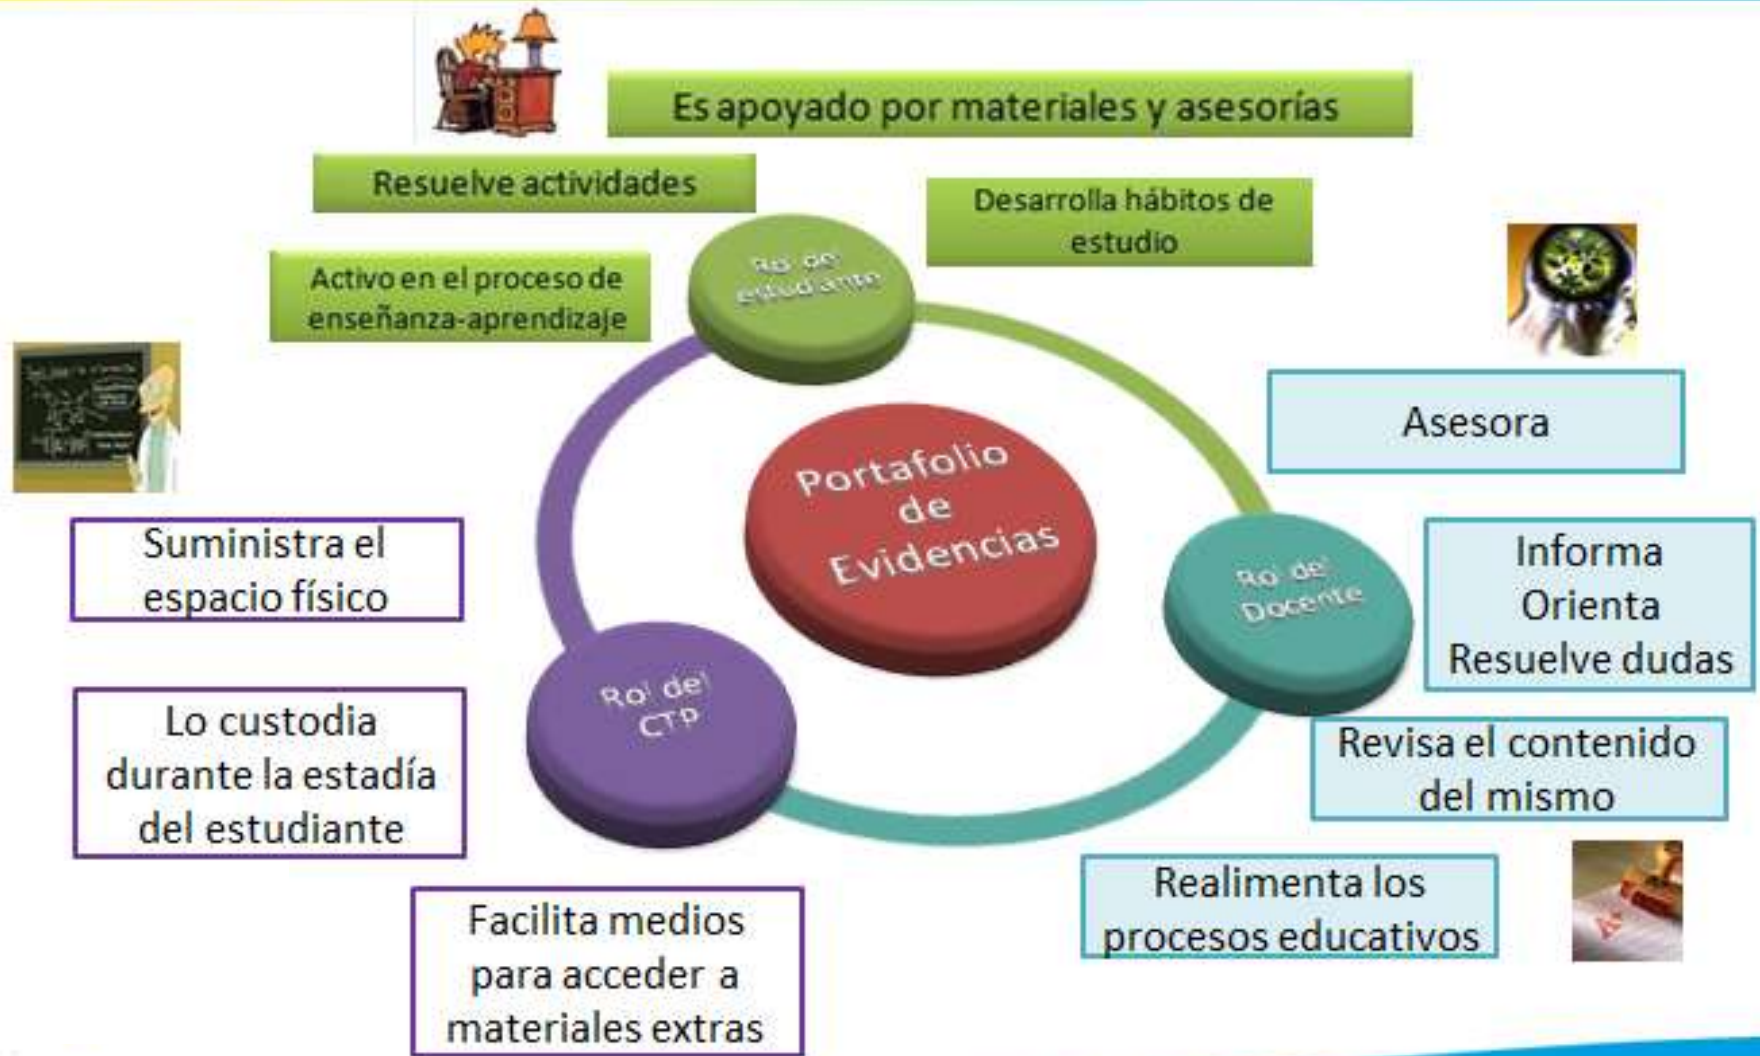 Es apoyado por materiales y asesorías
Resuelve actividades
Desarrolla hábitos de
estudio
Activo en el proceso de
enseñanza-aprendizaje
Rol del
estudiante
Asesora
Portafolio
de
Evidencias
Rol del
Docente
Informa
Orienta
Resuelve dudas
Suministra el
espacio físico
Rol del
CTP
Lo custodia
durante la estadía
del estudiante
Revisa el contenido
del mismo
Realimenta los
procesos educativos
Facilita medios
para acceder a
materiales extras